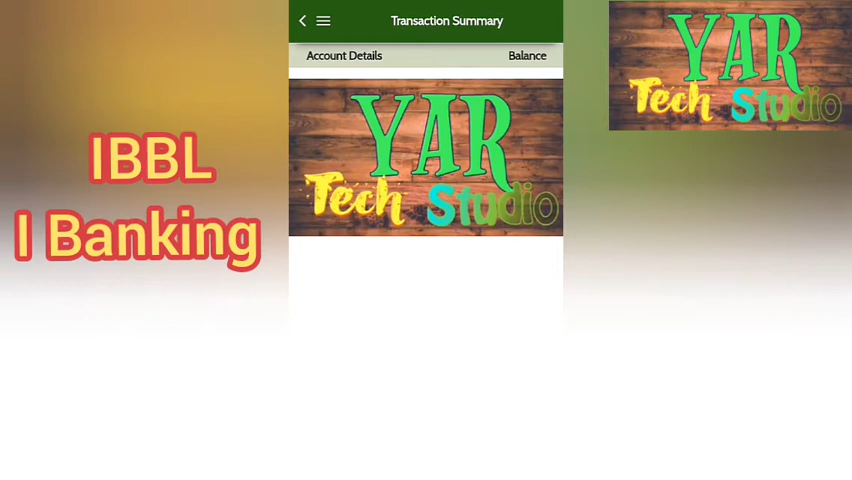 IBBL
I Banking
Transaction Summary
Account Details Balance
YAR
Tech Studio
YAR
Tech Studio